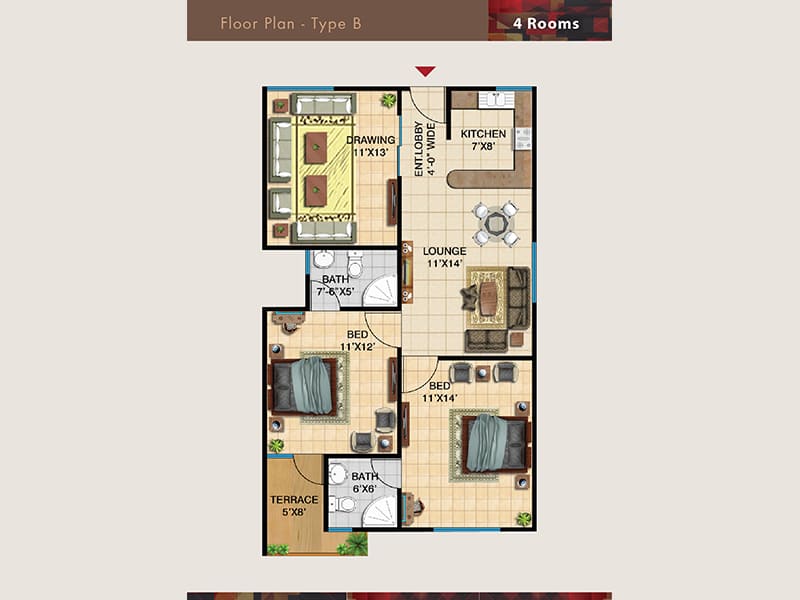 Floor Plan - Type B
4 Rooms
DRAWING
11'X13'
ENT.LOBBY
4'-0" WIDE
KITCHEN
7'X8'
LOUNGE
11'X14'
BATH
7'-6"X5'
BED
11'X12'
BED
11'X14'
BATH
6'X6'
TERRACE
5'X8'